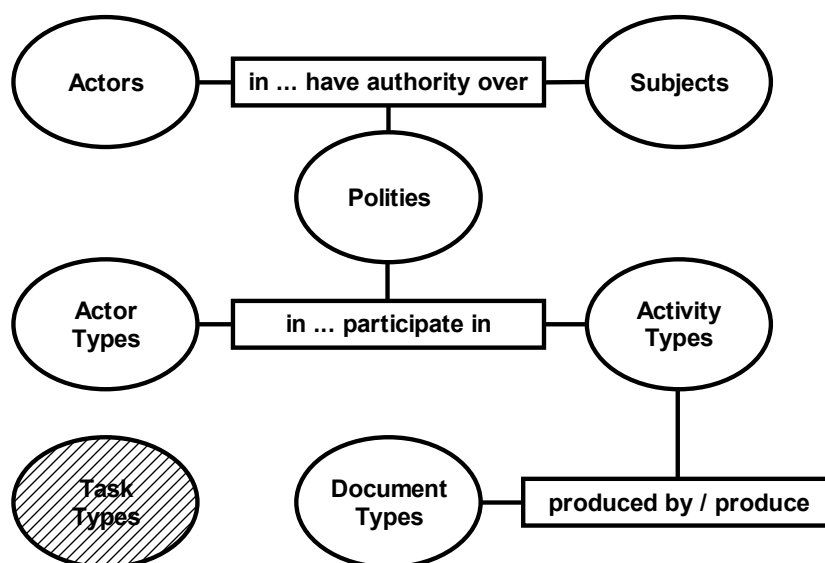 Actors
in ... have authority over
Subjects
Polities
Actor
Types
in ... participate in
Activity
Types
Task
Types
Document
Types
produced by / produce